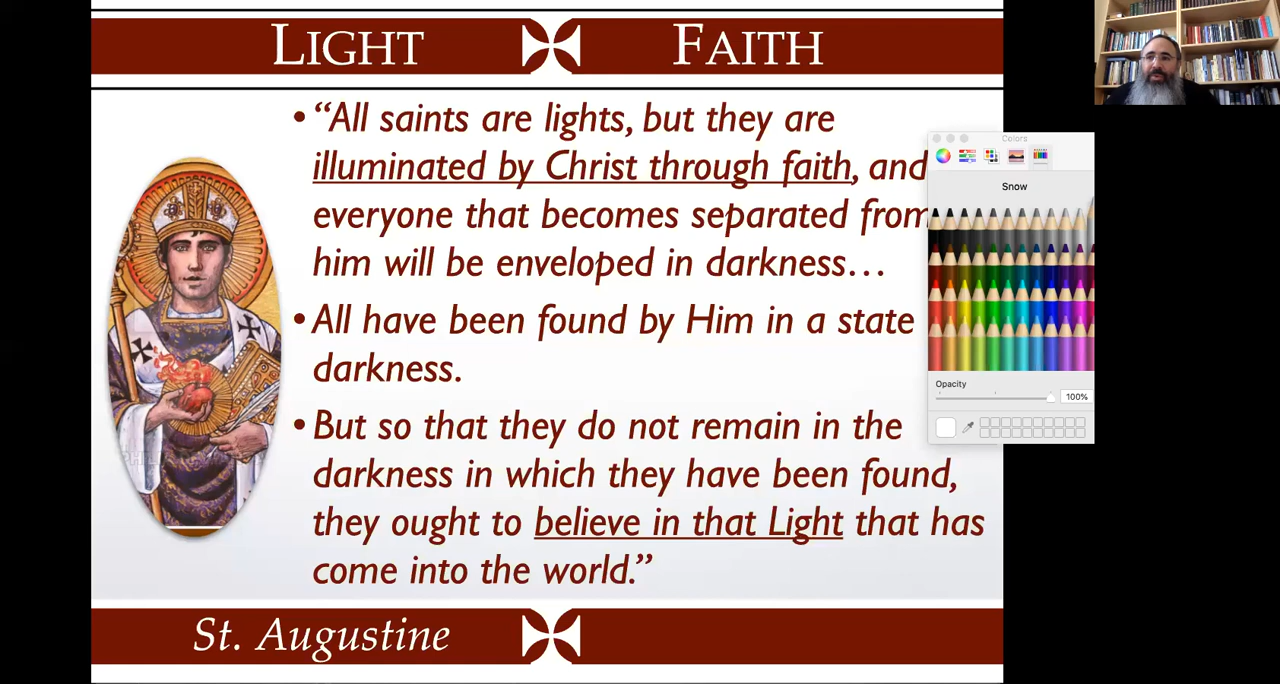 LIGHT FAITH
• “All saints are lights, but they are
illuminated by Christ through faith, and
everyone that becomes separated from
him will be enveloped in darkness…
• All have been found by Him in a state
darkness.
• But so that they do not remain in the
darkness in which they have been found,
they ought to believe in that Light that has
come into the world.”
St. Augustine
Colors
Snow
Opacity
100%